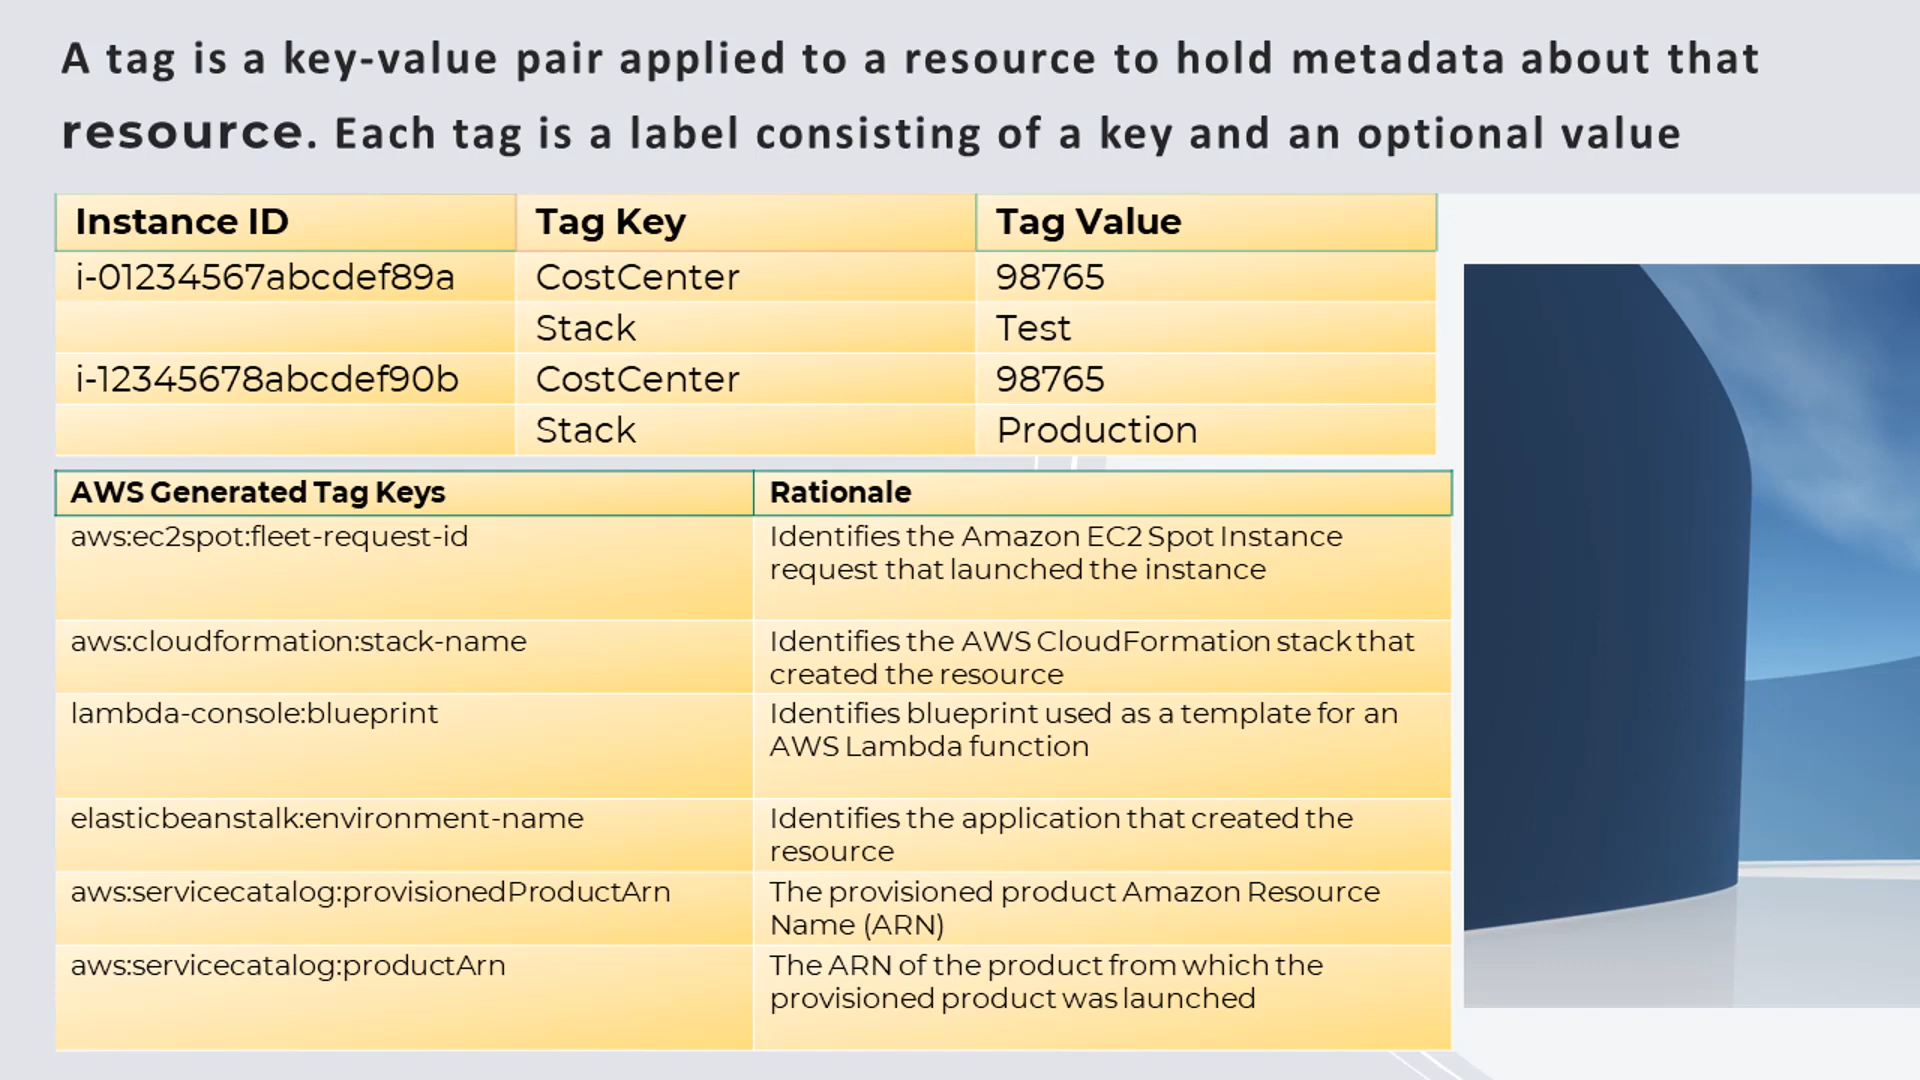 A tag is a key-value pair applied to a resource to hold metadata about that
resource. Each tag is a label consisting of a key and an optional value
Instance ID Tag Key Tag Value
i-01234567abcdef89a CostCenter 98765
Stack Test
i-12345678abcdef90b CostCenter 98765
Stack Production
AWS Generated Tag Keys Rationale
aws:ec2spot:fleet-request-id Identifies the Amazon EC2 Spot Instance
request that launched the instance
aws:cloudformation:stack-name Identifies the AWS CloudFormation stack that
created the resource
lambda-console:blueprint Identifies blueprint used as a template for an
AWS Lambda function
elasticbeanstalk:environment-name Identifies the application that created the
resource
aws:servicecatalog:provisionedProductArn The provisioned product Amazon Resource
Name (ARN)
aws:servicecatalog:productArn The ARN of the product from which the
provisioned product was launched